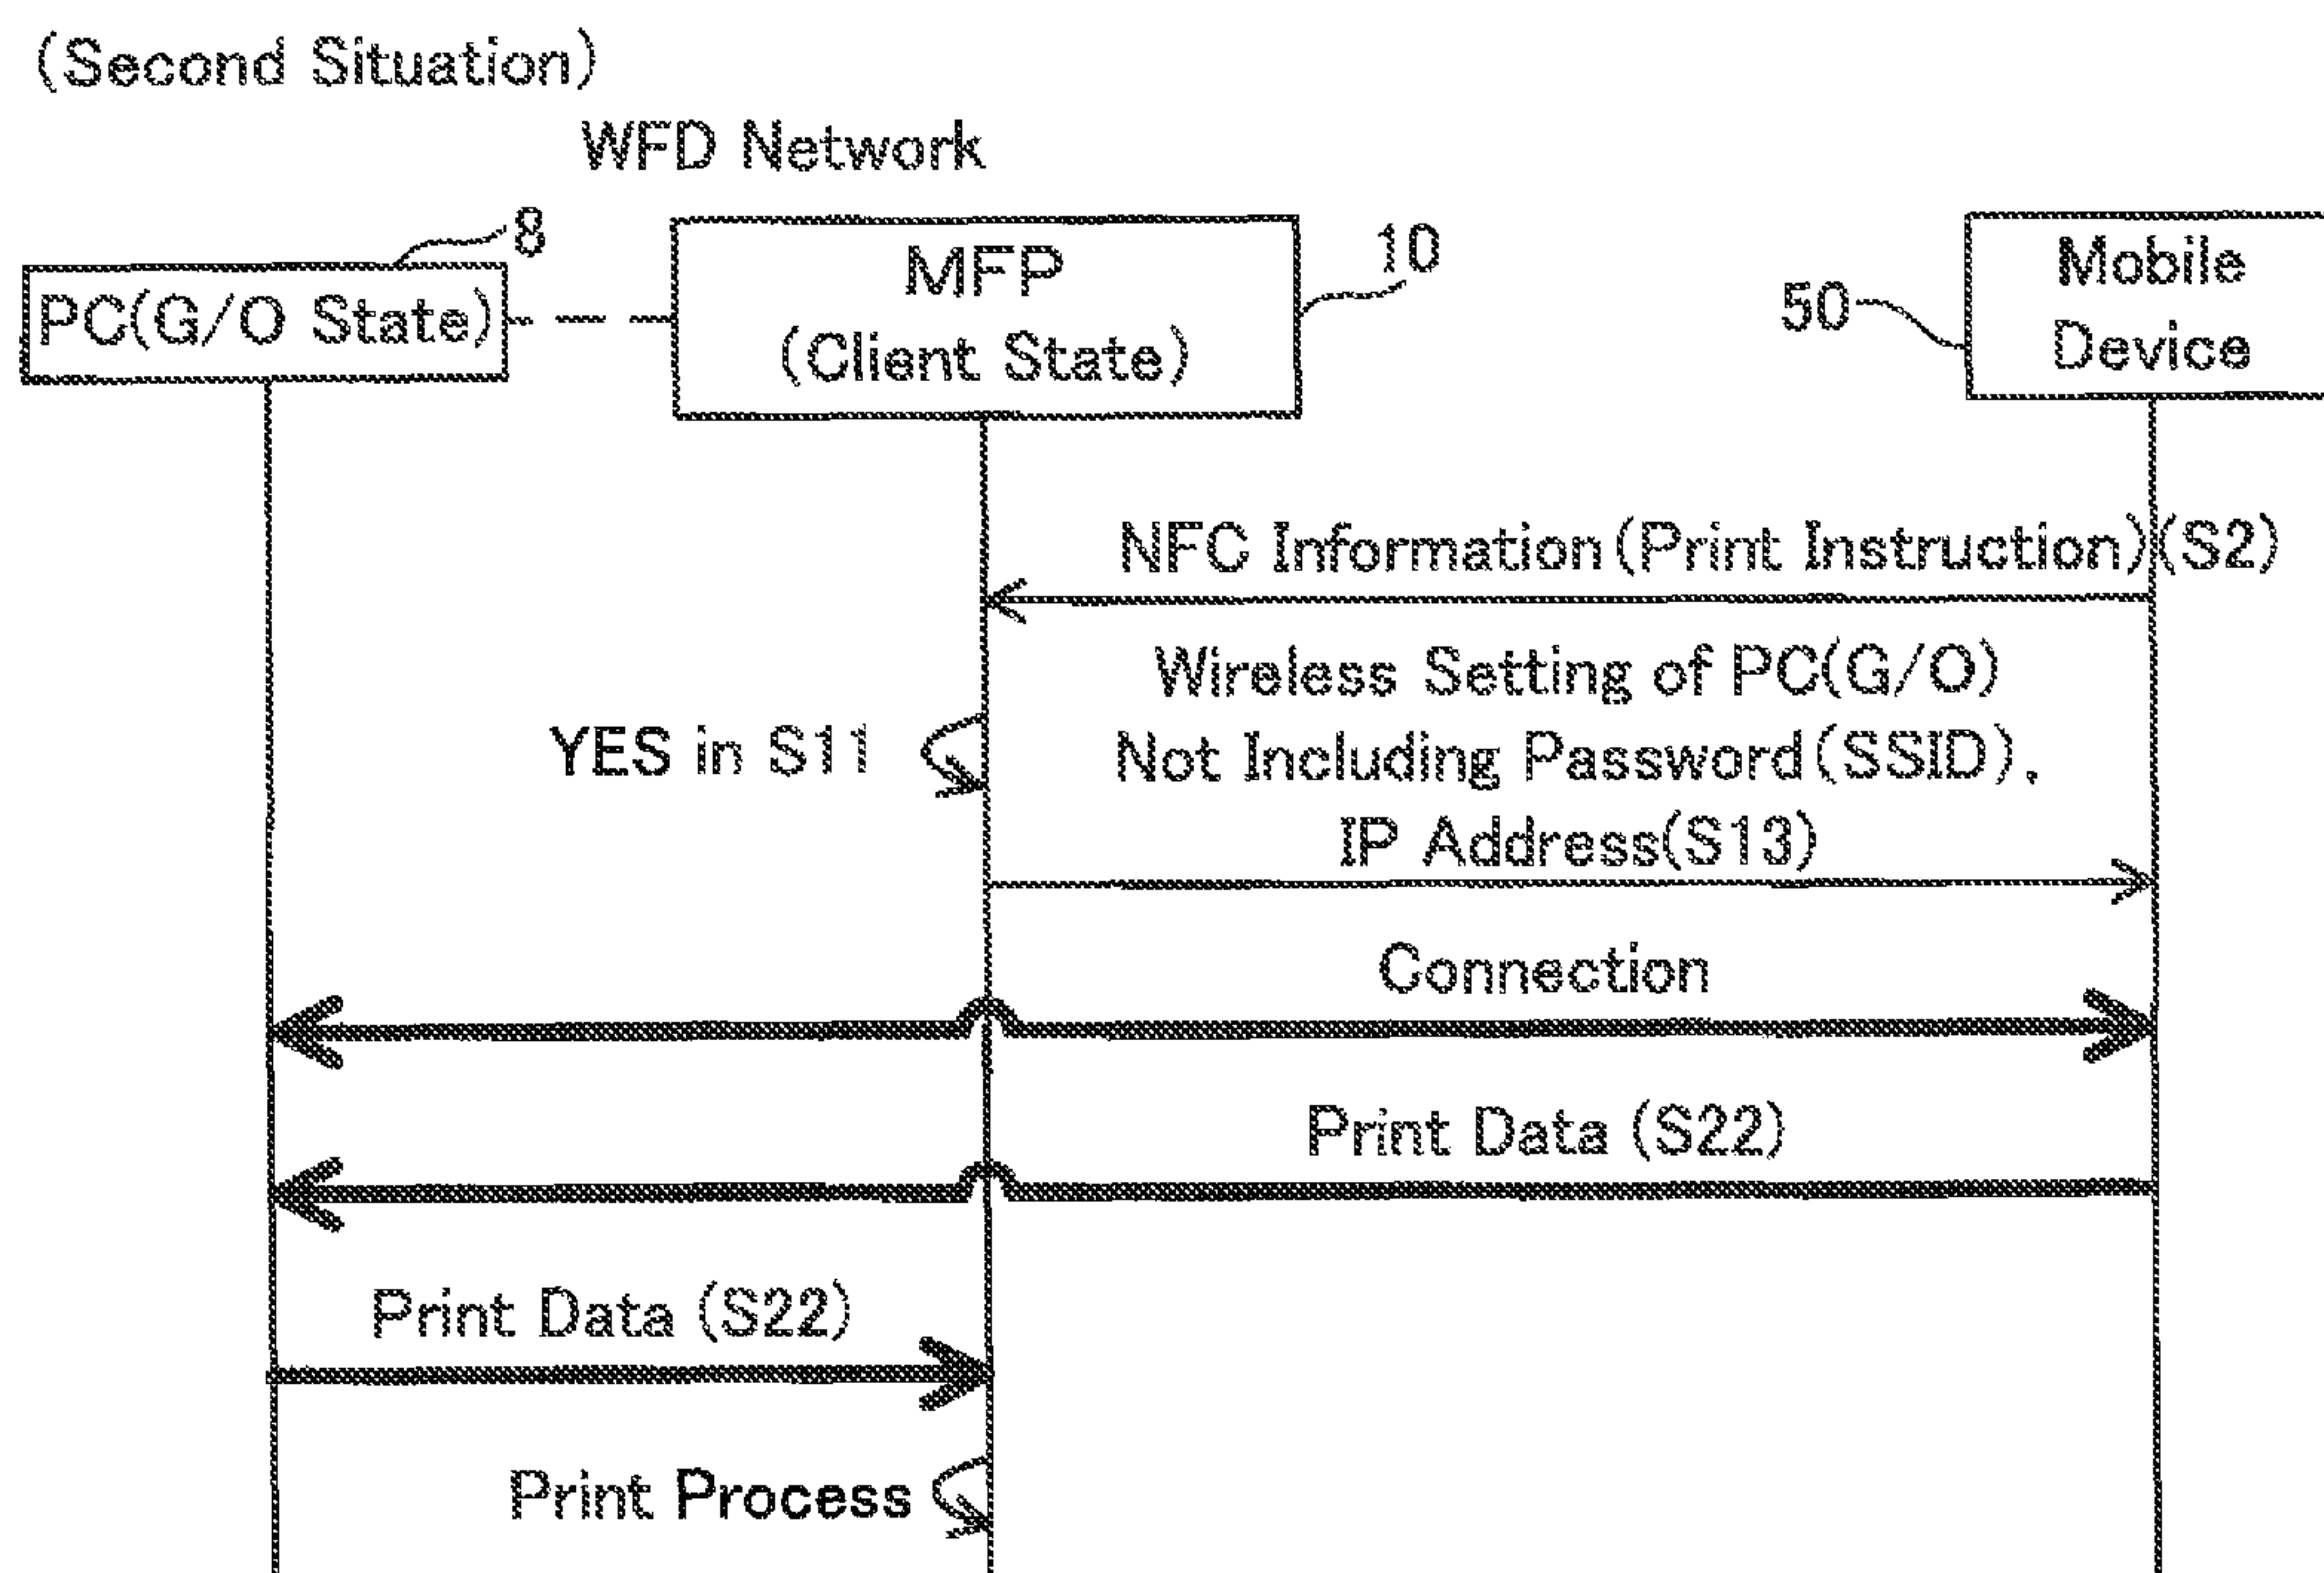 (Second Situation)
WFD Network
8
PC(G/O State)
MFP
(Client State)
10
50
Mobile
Device
NFC Information(Print Instruction)(S2)
Wireless Setting of PC(G/O)
Not Including Password(SSID),
IP Address(S13)
YES in S11
Connection
Print Data (S22)
Print Data (S22)
Print Process